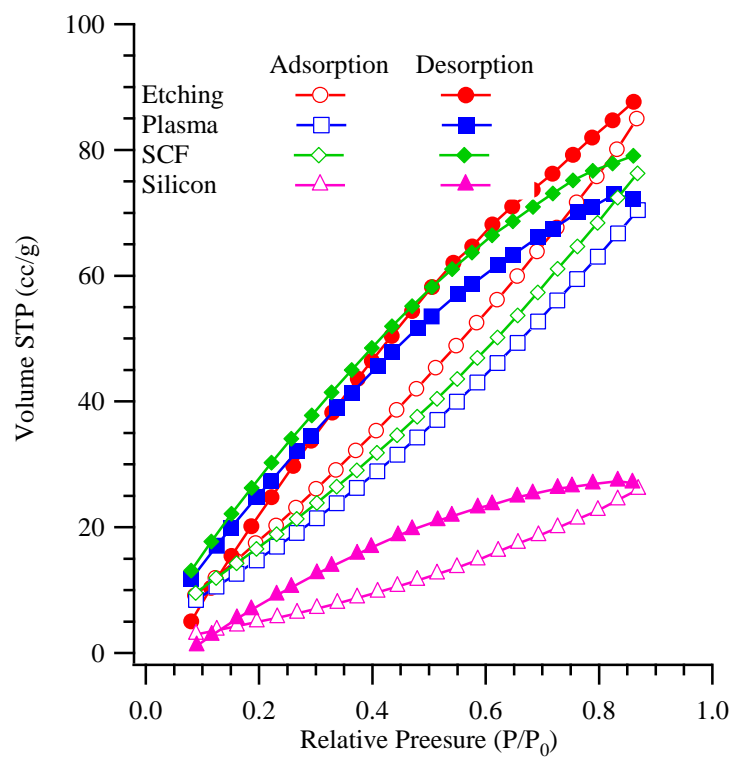 100
80
60
40
20
0
Volume STP (cc/g)
Adsorption Desorption
Etching
Plasma
SCF
Silicon
0.0 0.2 0.4 0.6 0.8 1.0
Relative Preesure (P/P0)